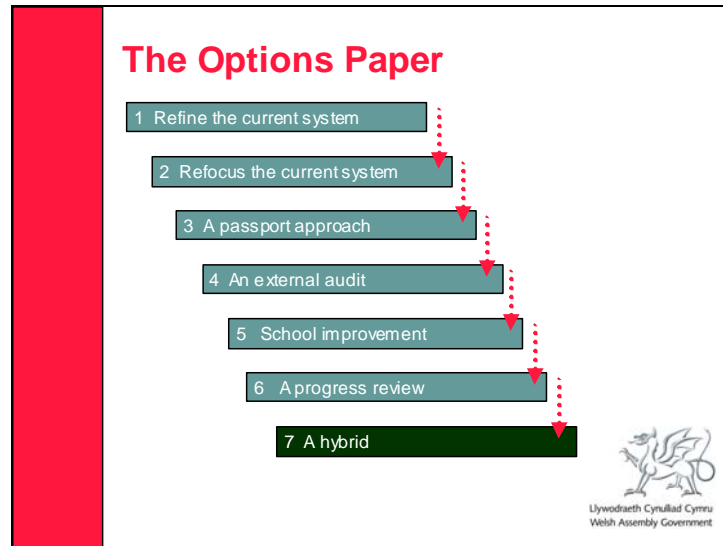 The Options Paper
1 Refine the current system
2 Refocus the current system
3 A passport approach
4 An external audit
5 School improvement
6 A progress review
7 A hybrid
Llywodraeth Cynulliad Cymru
Welsh Assembly Government